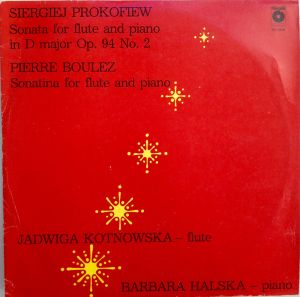 SIERGIEJ PROKOFIEW
Sonata for flute and piano
in D major Op. 94 No. 2
PIERRE BOULEZ
Sonatina for flute and piano
JADWIGA KOTNOWSKA – flute
BARBARA HALSKA – piano